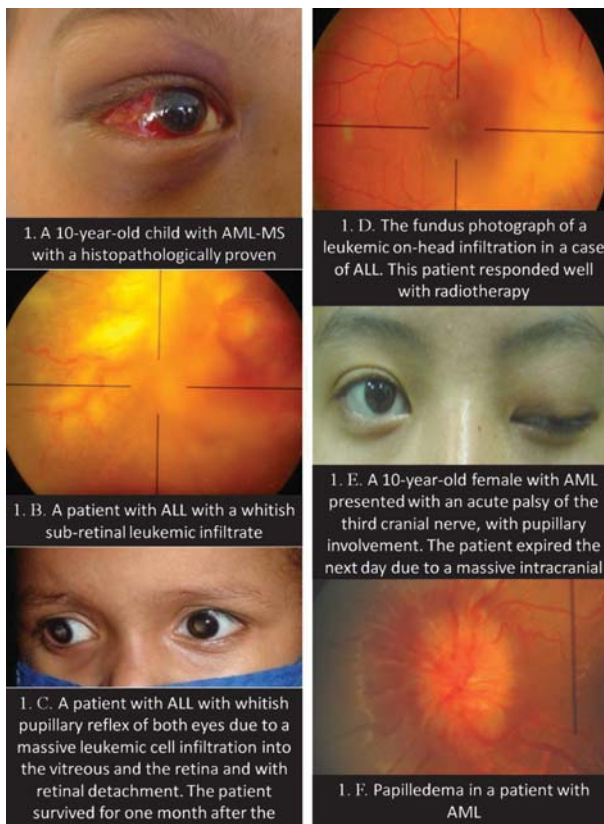 1. A 10-year-old child with AML-MS
with a histopathologically proven
1. B. A patient with ALL with a whitish
sub-retinal leukemic infiltrate
1. C. A patient with ALL with whitish
pupillary reflex of both eyes due to a
massive leukemic cell infiltration into
the vitreous and the retina and with
retinal detachment. The patient
survived for one month after the
1. D. The fundus photograph of a
leukemic on-head infiltration in a case
of ALL. This patient responded well
with radiotherapy
1. E. A 10-year-old female with AML
presented with an acute palsy of the
third cranial nerve, with pupillary
involvement. The patient expired the
next day due to a massive intracranial
1. F. Papilledema in a patient with
AML